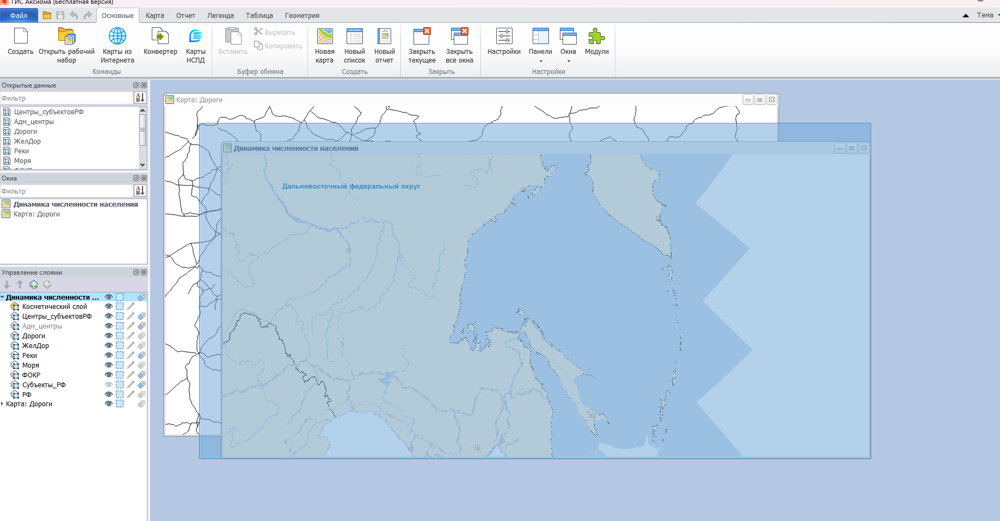 ГИС Аксиома (Бесплатная версия)
Файл
Основные
Карта
Отчет
Легенда
Таблица
Геометрия
Тема
Создать
Открыть рабочий
набор
Карты из
Интернета
Конвертер
Карты
НСПД
Команды
Вставить
Вырезать
Копировать
Буфер обмена
Новая
карта
Новый
список
Новый
отчет
Создать
Закрыть
текущее
Закрыть
все окна
Закрыть
Настройки
Панели
Окна
Модули
Настройки
Открытые данные
Фильтр
Центры_субъектовРФ
Адм_центры
Дороги
ЖелДор
Реки
Моря
ФОКР
Окна
Фильтр
Динамика численности населения
Карта: Дороги
Управление слоями
Динамика численности ...
Косметический слой
Центры_субъектовРФ
Адм_центры
Дороги
ЖелДор
Реки
Моря
ФОКР
Субъекты_РФ
РФ
Карта: Дороги
Карта: Дороги
Динамика численности населения
Дальневосточный федеральный округ